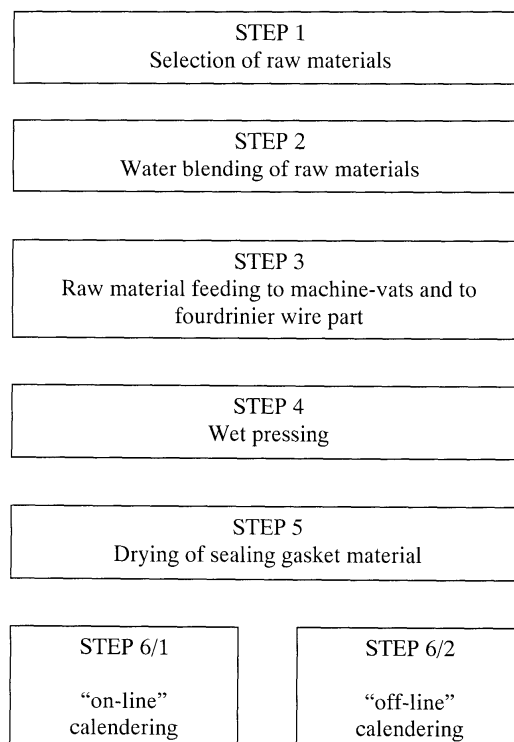 STEP 1
Selection of raw materials
STEP 2
Water blending of raw materials
STEP 3
Raw material feeding to machine-vats and to
fourdrinier wire part
STEP 4
Wet pressing
STEP 5
Drying of sealing gasket material
STEP 6/1
“on-line”
calendering
STEP 6/2
“off-line”
calendering